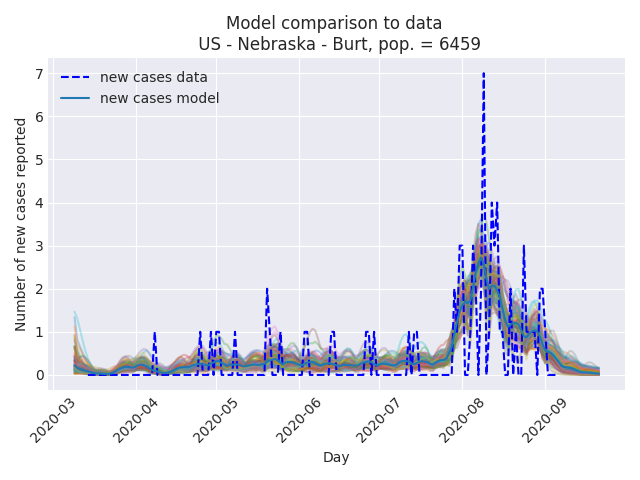 Model comparison to data
US - Nebraska - Burt, pop. = 6459
new cases data
new cases model
Number of new cases reported
7
6
5
4
3
2
1
0
2020-03
2020-04
2020-05
2020-06
2020-07
2020-08
2020-09
Day